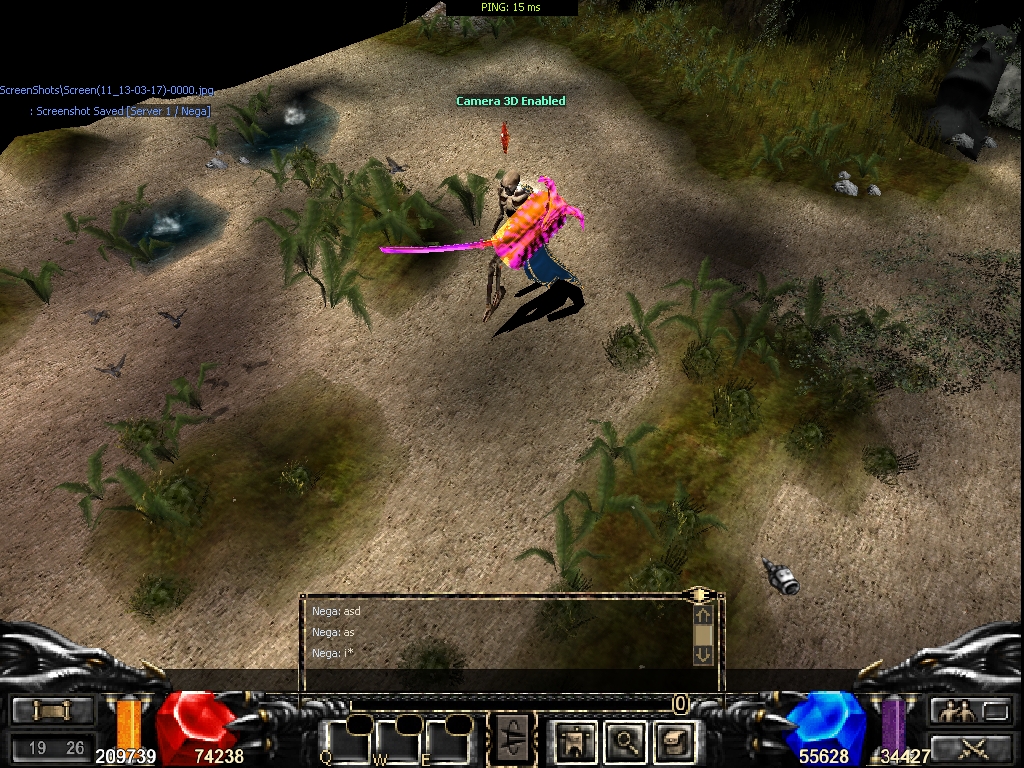 PING: 15 ms
ScreenShots\Screen(11_13-03-17)-0000.jpg
: Screenshot Saved [Server 1 / Nega]
Camera 3D Enabled
Nega: asd
Nega: as
Nega: i*
0
Q W E
19 26 209739 74238 55628 34427